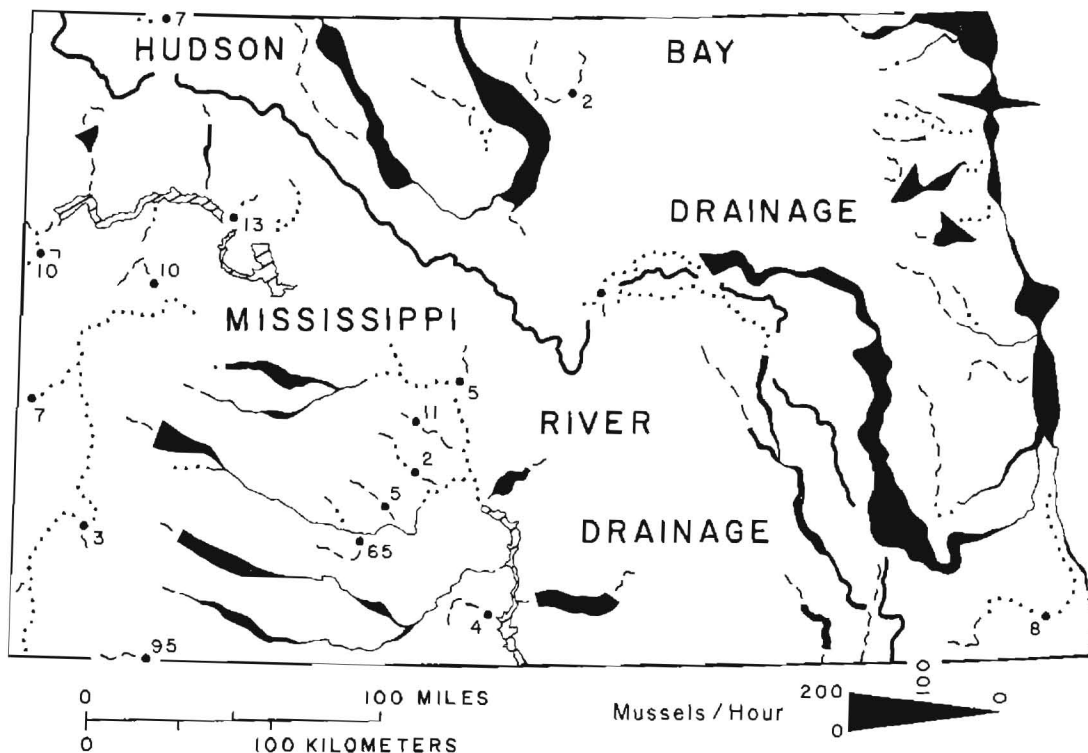 7
HUDSON BAY
2
DRAINAGE
13
10
10
MISSISSIPPI
5
7
11
RIVER
2
5
3
DRAINAGE
65
4
8
95
0 100 MILES
0 100 KILOMETERS
Mussels/Hour
200
0
100
0